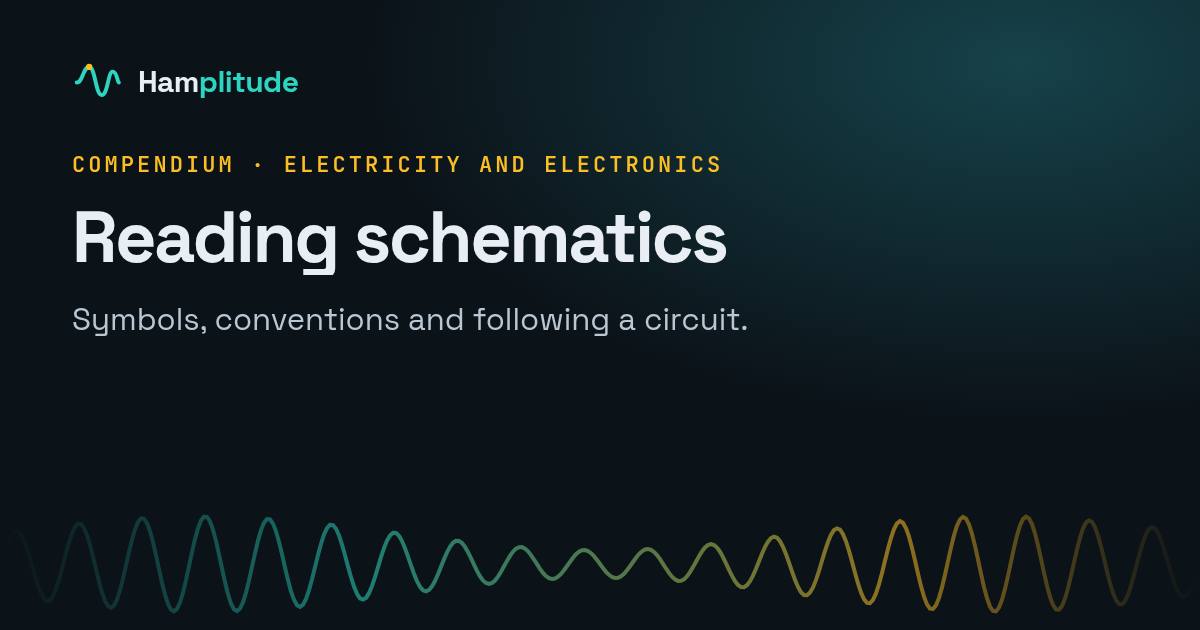 Hamplitude
COMPENDIUM · ELECTRICITY AND ELECTRONICS
Reading schematics
Symbols, conventions and following a circuit.